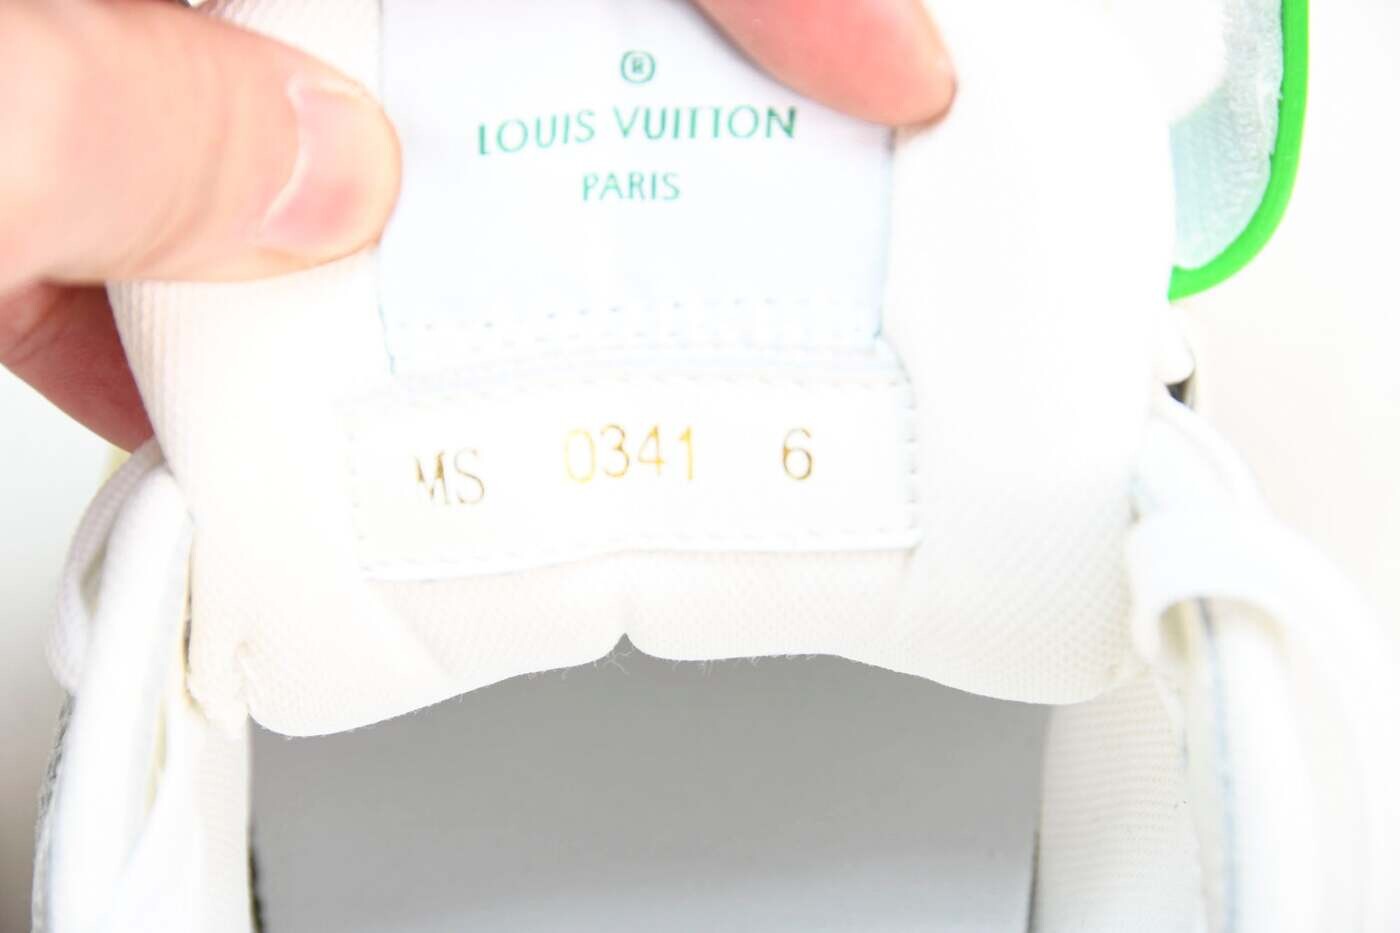 ®
LOUIS VUITTON
PARIS
MS 0341 6